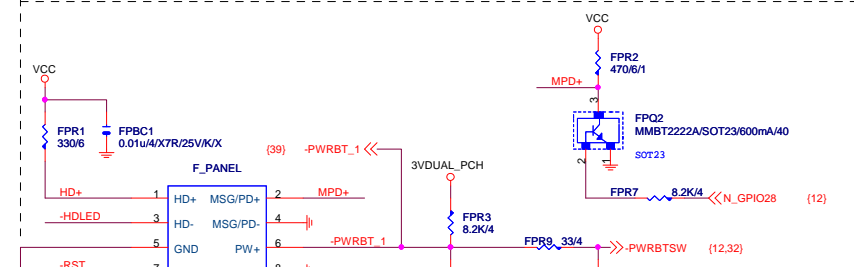 VCC
FPR2
470/6/1
MPD+
3
FPQ2
MMBT2222A/SOT23/600mA/40
SOT23
2
1
FPR7
8.2K/4
N_GPIO28
{12}
VCC
FPR1
330/6
FPBC1
0.01u/4/X7R/25V/K/X
{39}
-PWRBT_1
F_PANEL
3VDUAL_PCH
HD+
1
HD+
MSG/PD+
2
MPD+
-HDLED
3
HD-
MSG/PD-
4
FPR3
8.2K/4
5
GND
PW+
6
-PWRBT_1
FPR9
33/4
-PWRBTSW
{12,32}
-RST